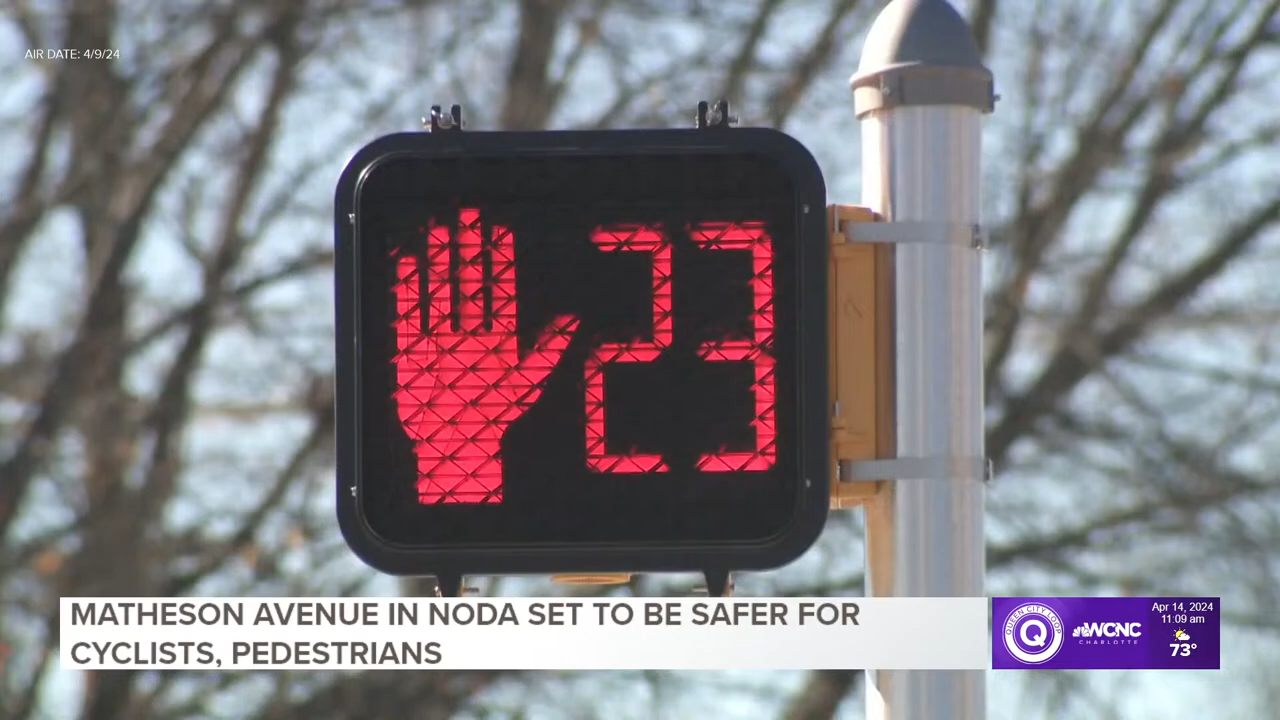 AIR DATE: 4/9/24
23
MATHESON AVENUE IN NODA SET TO BE SAFER FOR
CYCLISTS, PEDESTRIANS
QUEEN CITY LOOP
Q
WCNC
CHARLOTTE
Apr 14, 2024
11:09 am
73°